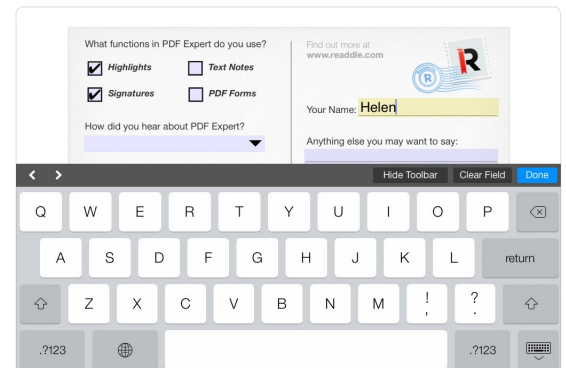 What functions in PDF Expert do you use?
Highlights Text Notes
Signatures PDF Forms
How did you hear about PDF Expert?
Find out more at
www.readdle.com
R
R
Your Name: Helen
Anything else you may want to say:
Hide Toolbar Clear Field Done
Q W E R T Y U I O P
A S D F G H J K L return
Z X C V B N M ! , ? .
.?123 .?123